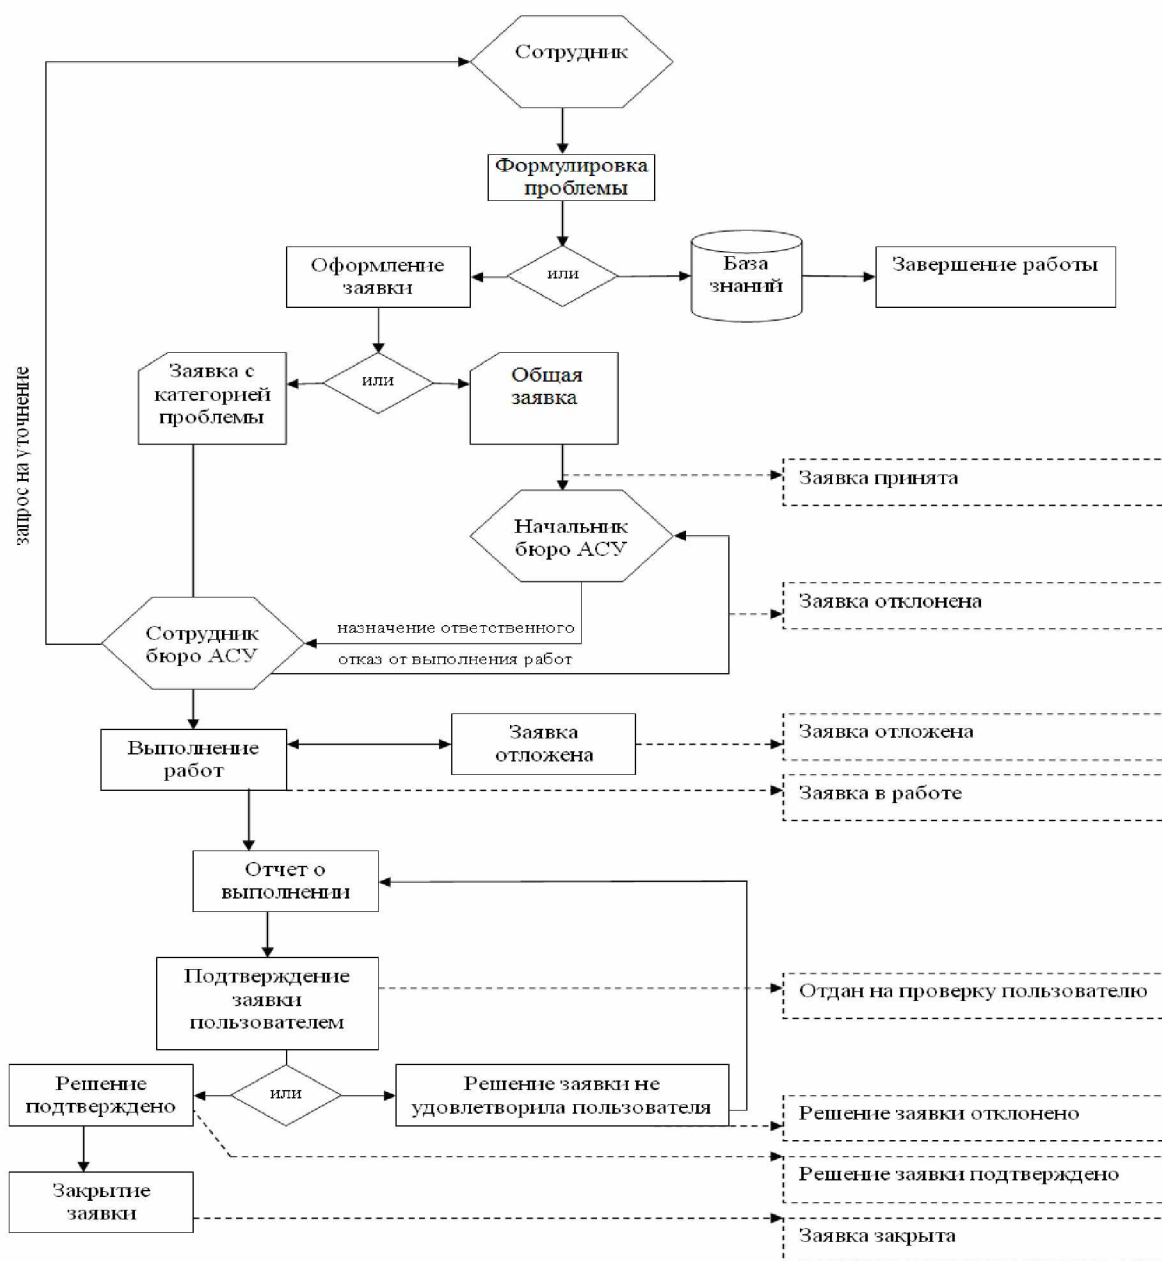 Сотрудник
Формулировка
проблемы
Оформление
заявки
или
База
знаний
Завершение работы
Заявка с
категорией
проблемы
или
Общая
заявка
запрос на уточнение
Заявка принята
Начальник
бюро АСУ
Заявка отклонена
назначение ответственного
Сотрудник
бюро АСУ
отказ от выполнения работ
Выполнение
работ
Заявка
отложена
Заявка отложена
Заявка в работе
Отчет о
выполнении
Подтверждение
заявки
пользователем
Отдан на проверку пользователю
Решение
подтверждено
или
Решение заявки не
удовлетворила пользователя
Решение заявки отклонено
Решение заявки подтверждено
Закрытие
заявки
Заявка закрыта